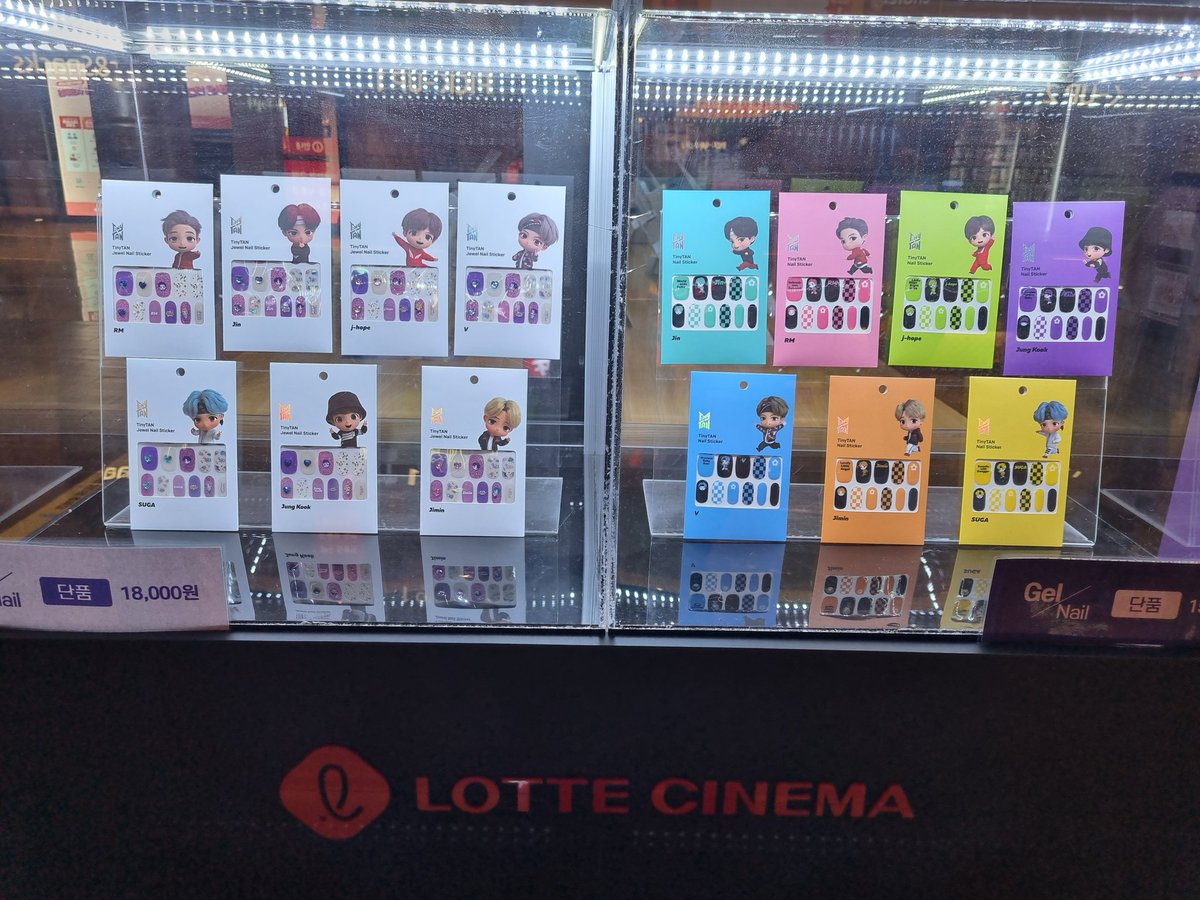 TinyTAN
Jewel Nail Sticker
RM
TinyTAN
Jewel Nail Sticker
Jin
TinyTAN
Jewel Nail Sticker
j-hope
TinyTAN
Jewel Nail Sticker
V
TinyTAN
Nail Sticker
Jin
TinyTAN
Nail Sticker
RM
TinyTAN
Nail Sticker
j-hope
TinyTAN
Nail Sticker
Jung Kook
TinyTAN
Jewel Nail Sticker
SUGA
TinyTAN
Jewel Nail Sticker
Jung Kook
TinyTAN
Jewel Nail Sticker
Jimin
TinyTAN
Nail Sticker
V
TinyTAN
Nail Sticker
Jimin
TinyTAN
Nail Sticker
SUGA
단품 18,000원
Gel
Nail
단품
LOTTE CINEMA